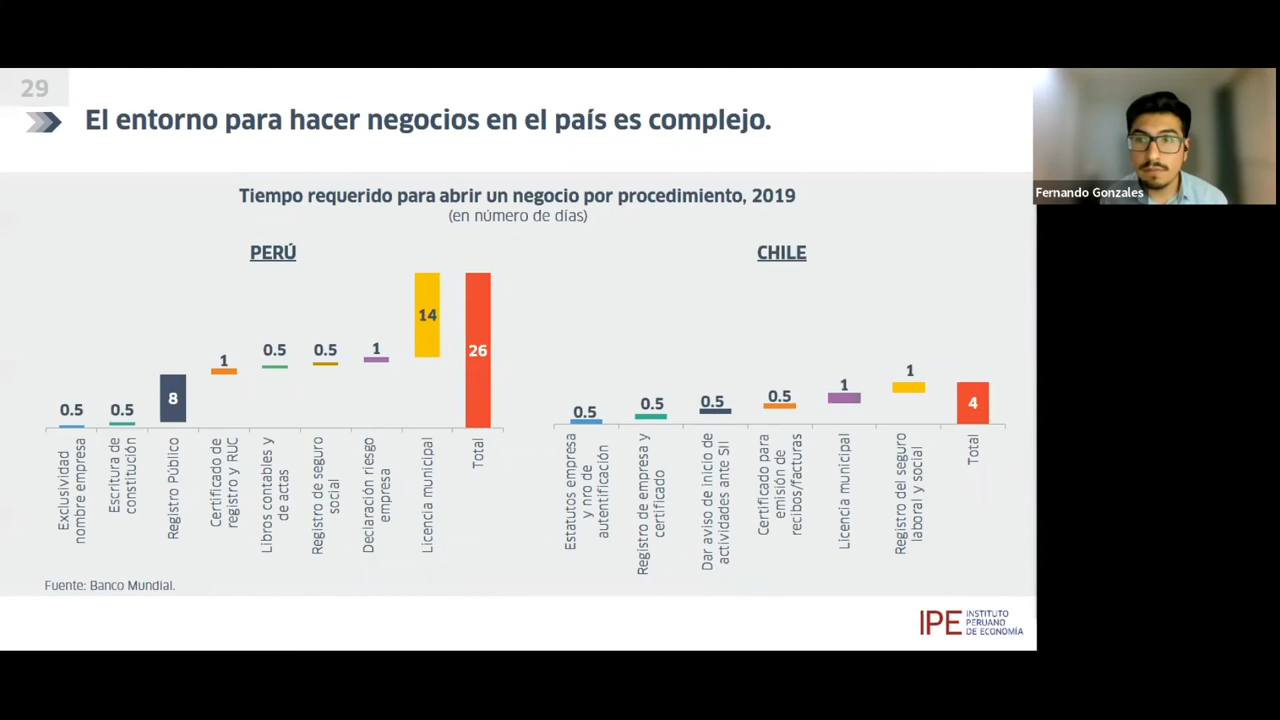 29
El entorno para hacer negocios en el país es complejo.
Fernando Gonzales
Tiempo requerido para abrir un negocio por procedimiento, 2019
(en número de días)
PERÚ
0.5
0.5
8
1
0.5
0.5
1
14
26
Exclusividad
nombre empresa
Escritura de
constitución
Registro Público
Certificado de
registro y RUC
Libros contables y
de actas
Registro de seguro
social
Declaración riesgo
empresa
Licencia municipal
Total
CHILE
0.5
0.5
0.5
0.5
1
1
4
Estatutos empresa
y nro de
autentificación
Registro de empresa y
certificado
Dar aviso de inicio de
actividades ante SII
Certificado para
emisión de
recibos/facturas
Licencia municipal
Registro del seguro
laboral y social
Total
Fuente: Banco Mundial.
IPE
INSTITUTO
PERUANO
DE ECONOMÍA